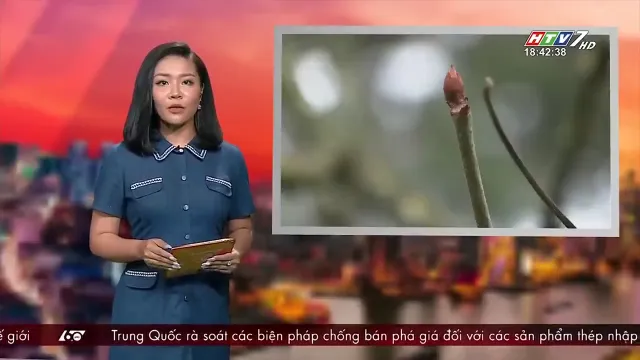 HTV7 HD
18:42:38
ế giới
60 Trung Quốc rà soát các biện pháp chống bán phá giá đối với các sản phẩm thép nhập